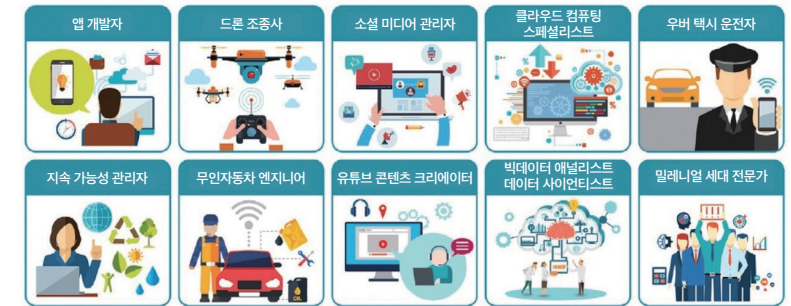 앱 개발자
드론 조종사
소셜 미디어 관리자
클라우드 컴퓨팅
스페셜리스트
우버 택시 운전자
지속 가능성 관리자
무인자동차 엔지니어
유튜브 콘텐츠 크리에이터
빅데이터 애널리스트
데이터 사이언티스트
밀레니얼 세대 전문가
OIL